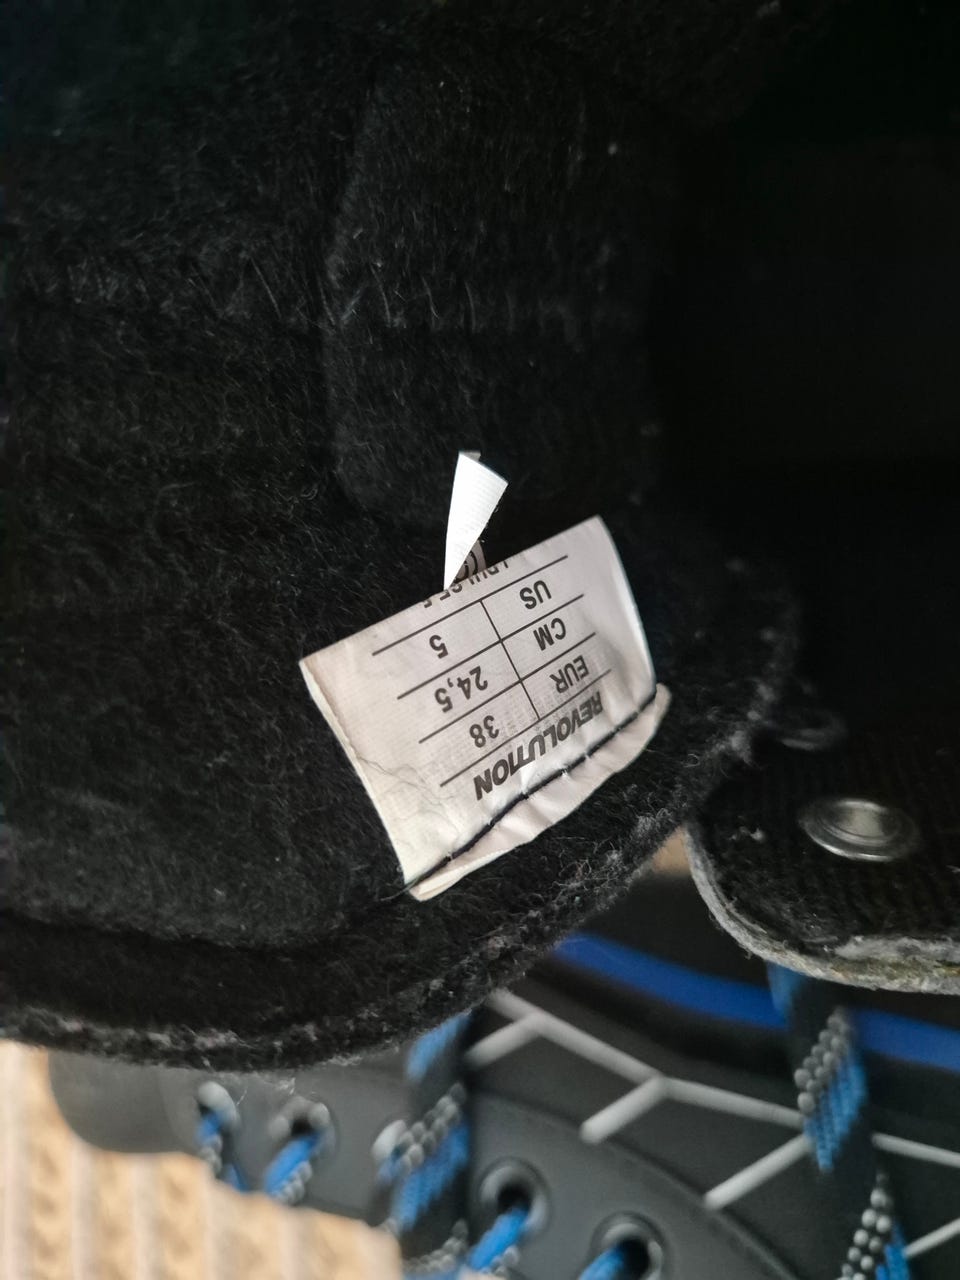 REVOLUTION
EUR 38
CM 24,5
US 5